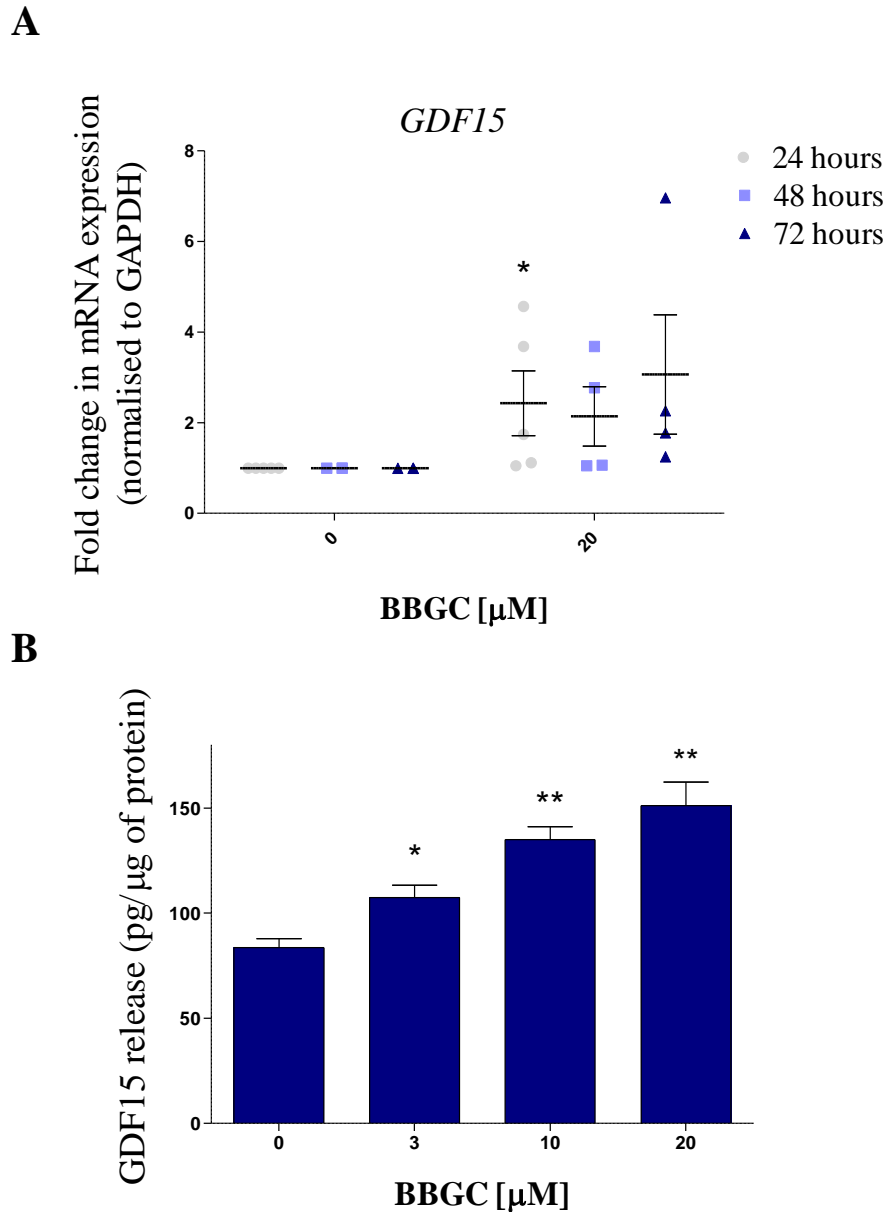 A
GDF15
Fold change in mRNA expression
(normalised to GAPDH)
8
6
4
2
0
*
24 hours
48 hours
72 hours
0
20
BBGC [μM]
B
GDF15 release (pg/μg of protein)
150
100
50
0
*
**
**
0
3
10
20
BBGC [μM]